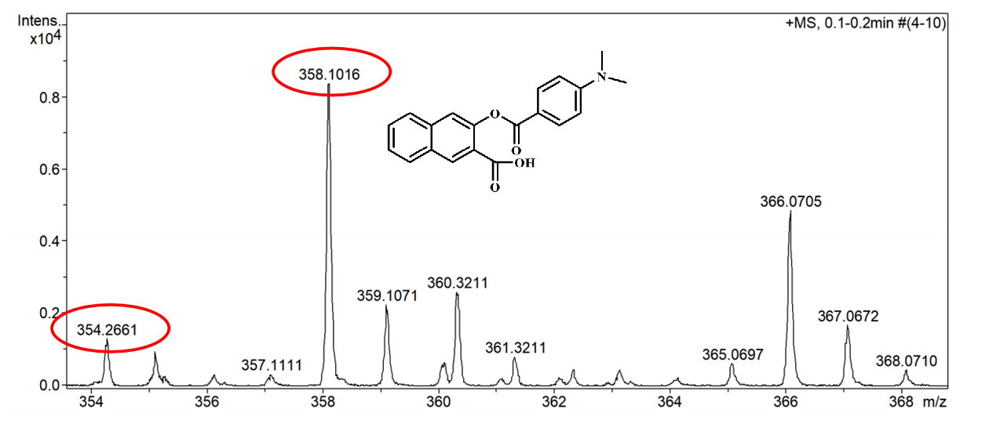 Intens.
x10⁴
+MS, 0.1-0.2min #(4-10)
358.1016
0.8
0.6
0.4
0.2
0.0
354.2661
357.1111
359.1071
360.3211
361.3211
365.0697
366.0705
367.0672
368.0710
N
O
O
OH
O
354
356
358
360
362
364
366
368
m/z